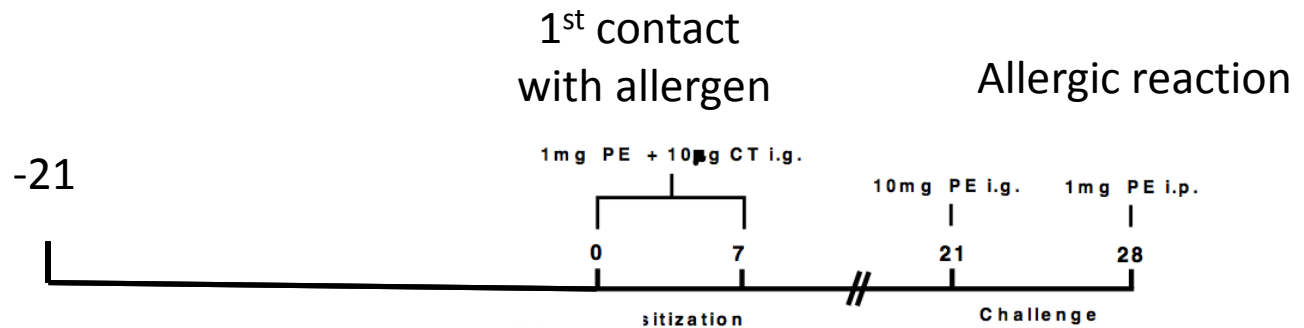 1st contact
with allergen
Allergic reaction
-21
1mg PE + 10µg CT i.g.
10mg PE i.g.
1mg PE i.p.
0
7
21
28
sitization
Challenge